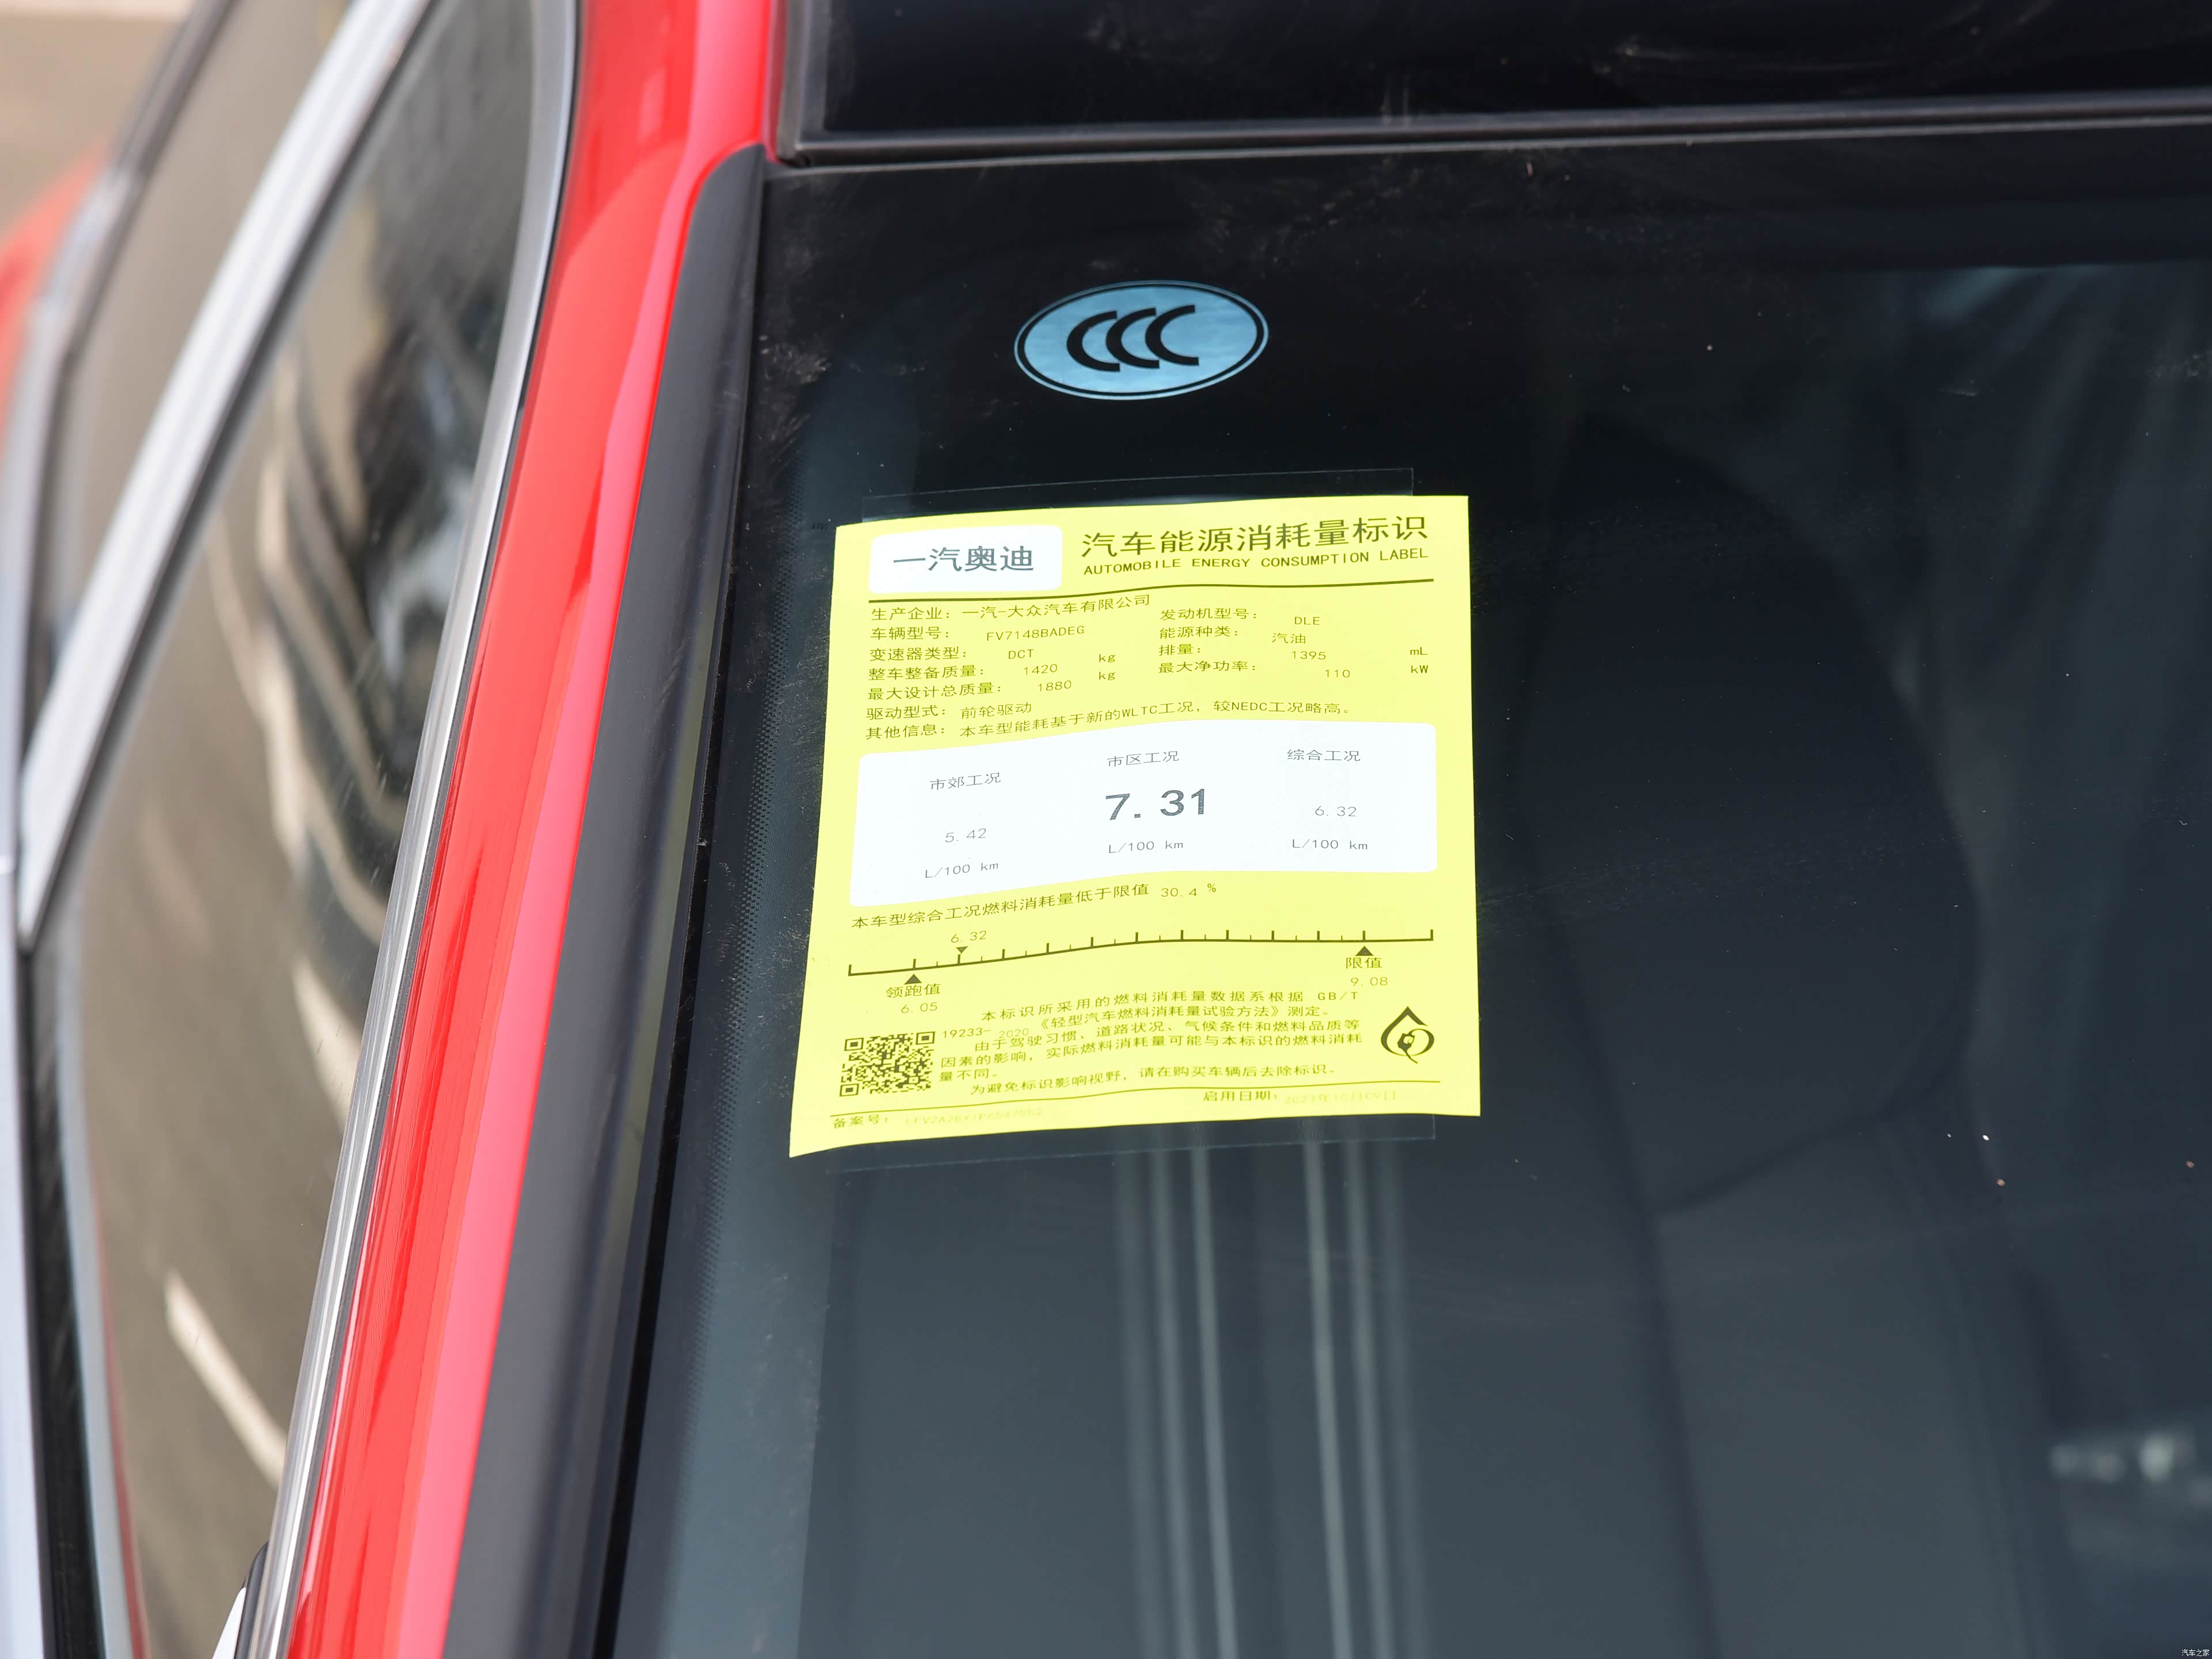 CCC
一汽奥迪
汽车能源消耗量标识
AUTOMOBILE ENERGY CONSUMPTION LABEL
生产企业：一汽-大众汽车有限公司
发动机型号： DLE
车辆型号： FV7148BADEG
能源种类： 汽油
变速器类型： DCT
排量： 1395 mL
整车整备质量： 1420 kg
最大净功率： 110 kW
最大设计总质量： 1880 kg
驱动型式： 前轮驱动
其他信息： 本车型能耗基于新的WLTC工况，较NEDC工况略高。
市郊工况 市区工况 综合工况
5.42 7.31 6.32
L/100 km L/100 km L/100 km
本车型综合工况燃料消耗量低于限值 30.4 %
6.32
领跑值 限值
6.05 9.08
本标识所采用的燃料消耗量数据系根据 GB/T
19233-2020《轻型汽车燃料消耗量试验方法》测定。
由于驾驶习惯、道路状况、气候条件和燃料品质等
因素的影响，实际燃料消耗量可能与本标识的燃料消耗
量不同。
为避免标识影响视野，请在购买车辆后去除标识。
备案号：
启用日期：
汽车之家